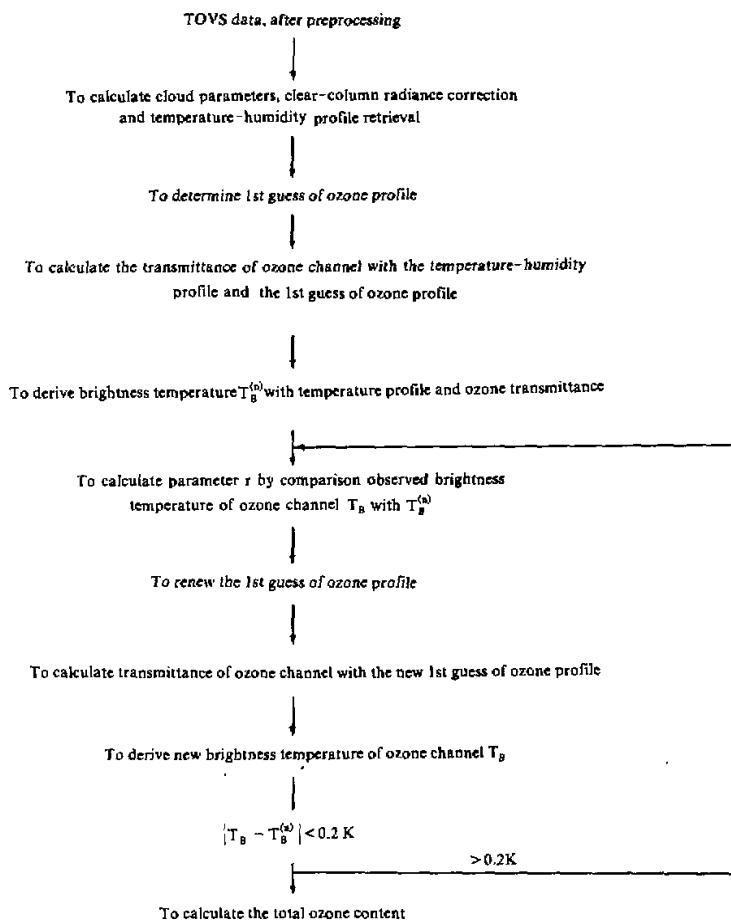 TOVS data, after preprocessing
To calculate cloud parameters, clear-column radiance correction
and temperature-humidity profile retrieval
To determine 1st guess of ozone profile
To calculate the transmittance of ozone channel with the temperature-humidity
profile and the 1st guess of ozone profile
To derive brightness temperature T_B^(n) with temperature profile and ozone transmittance
To calculate parameter r by comparison observed brightness
temperature of ozone channel T_B with T_B^(n)
To renew the 1st guess of ozone profile
To calculate transmittance of ozone channel with the new 1st guess of ozone profile
To derive new brightness temperature of ozone channel T_B
|T_B - T_B^(n)| < 0.2 K
>0.2K
To calculate the total ozone content